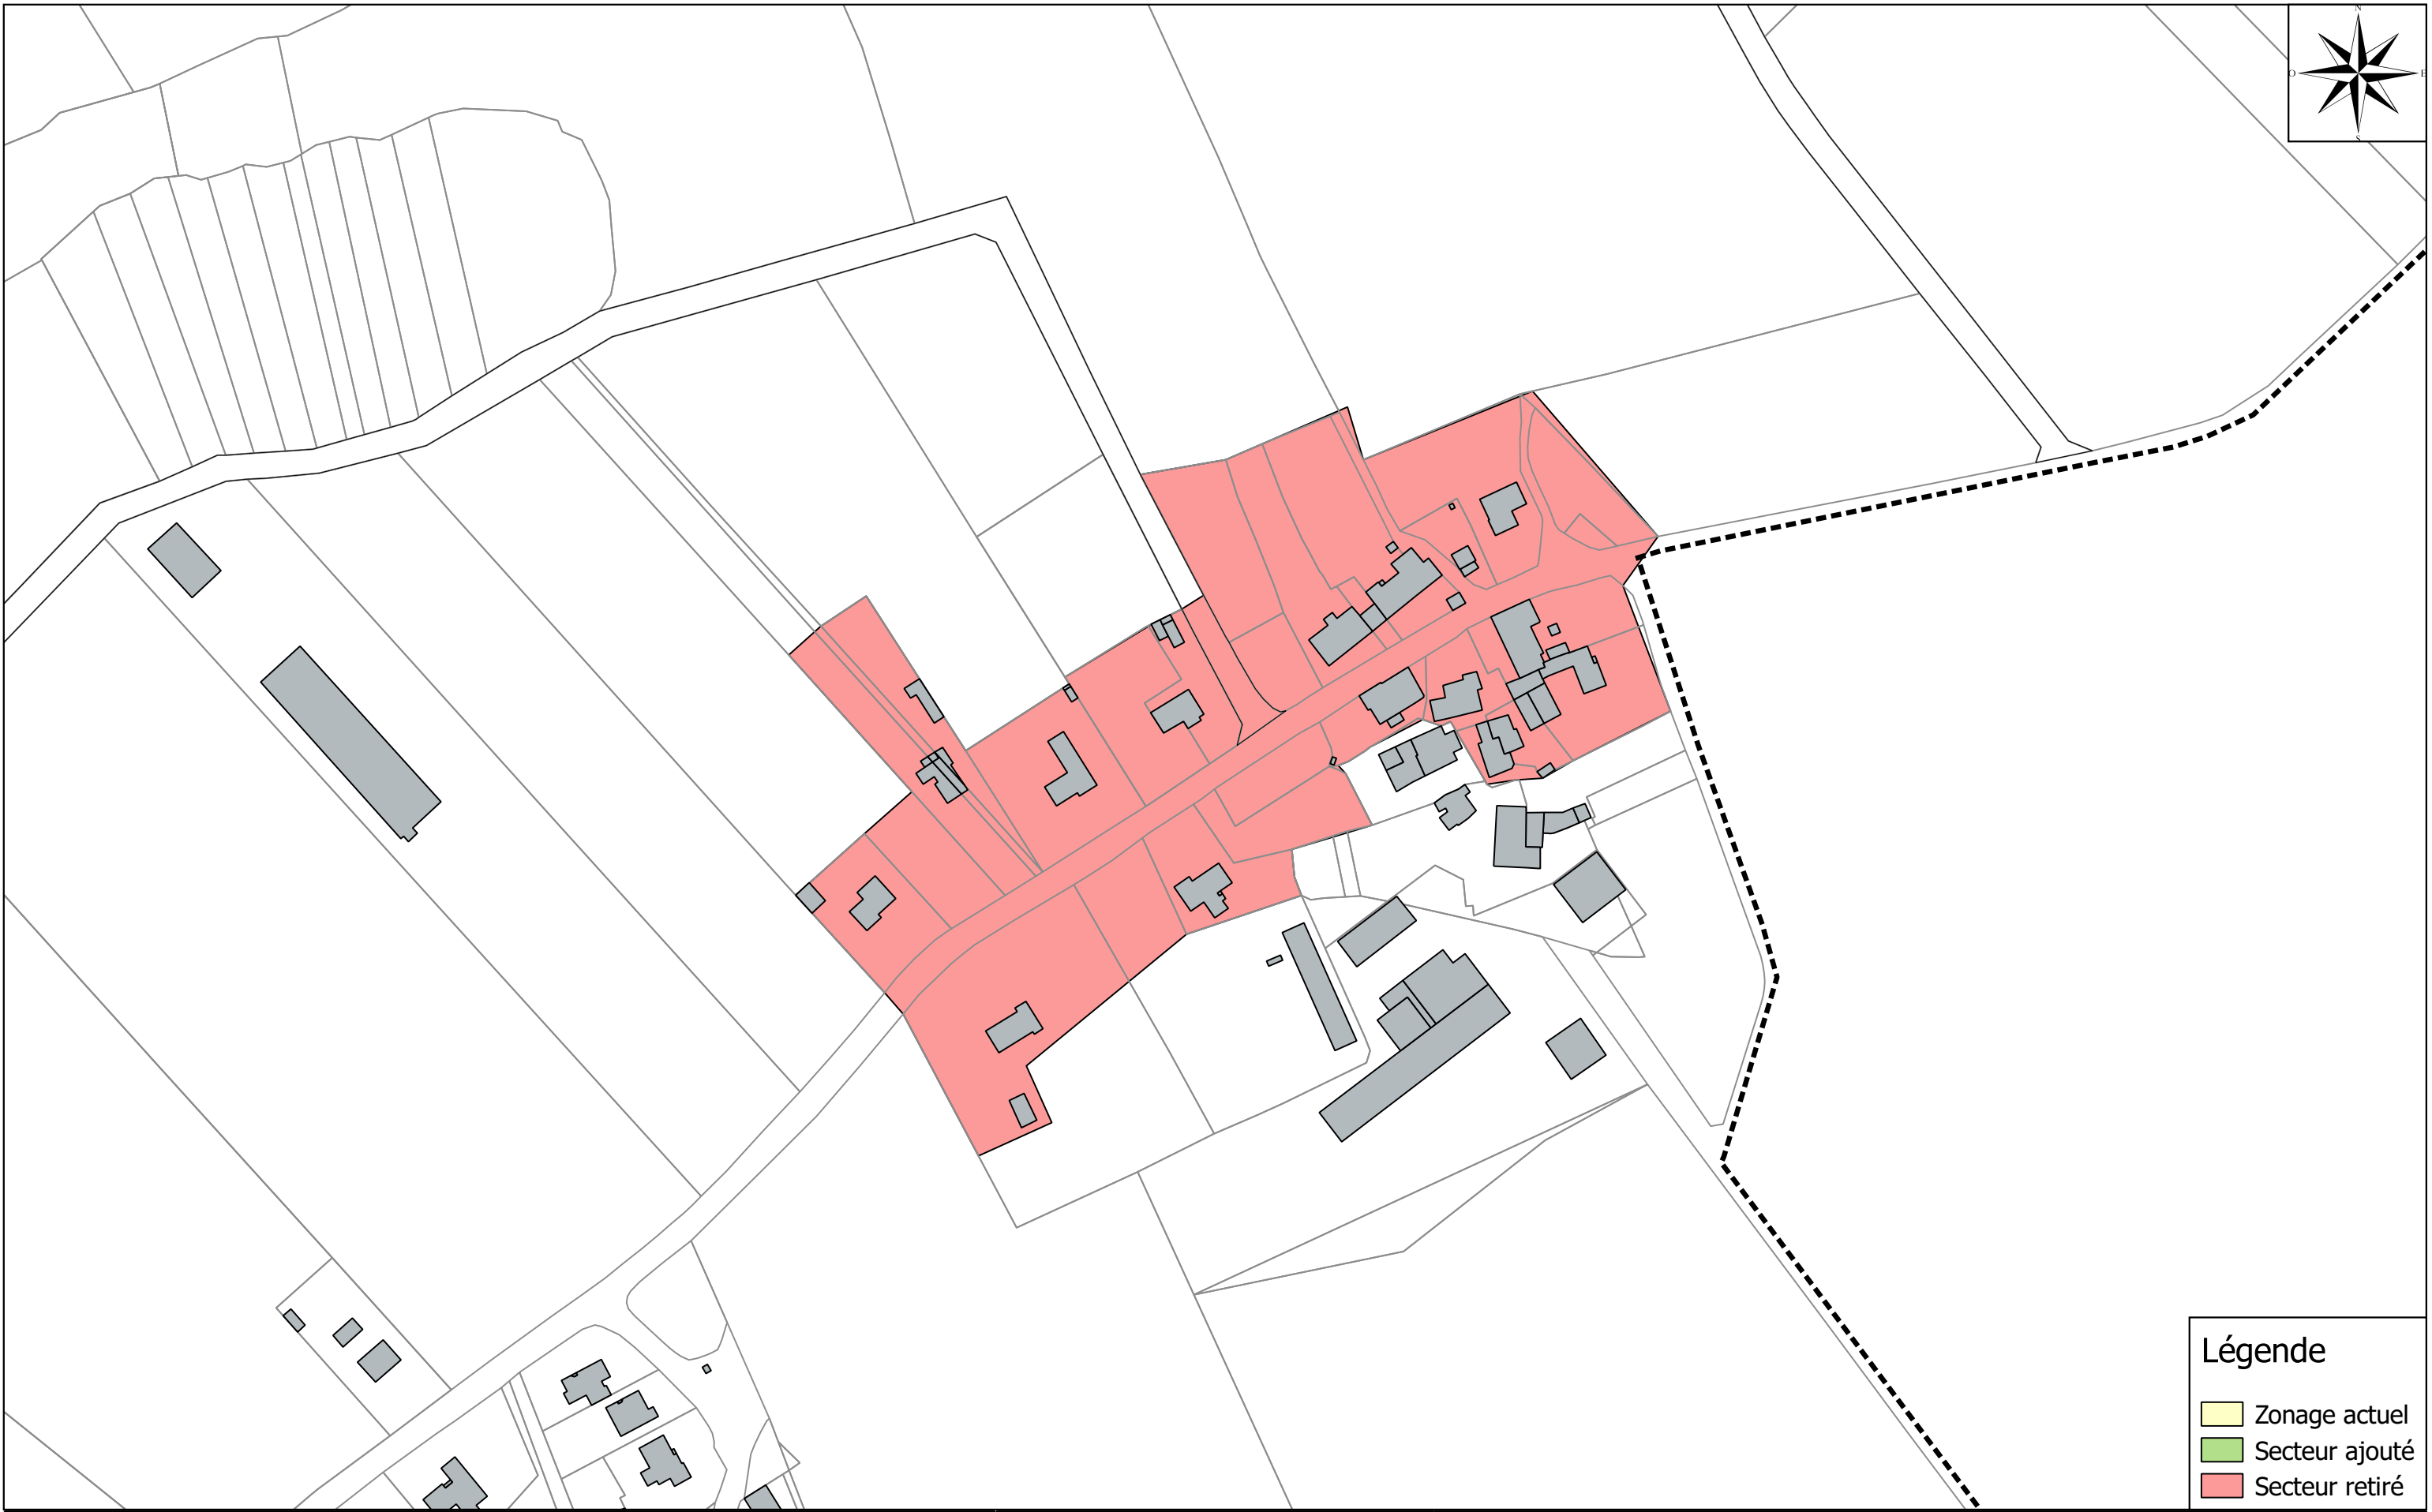 N
O
E
S
Légende
Zonage actuel
Secteur ajouté
Secteur retiré